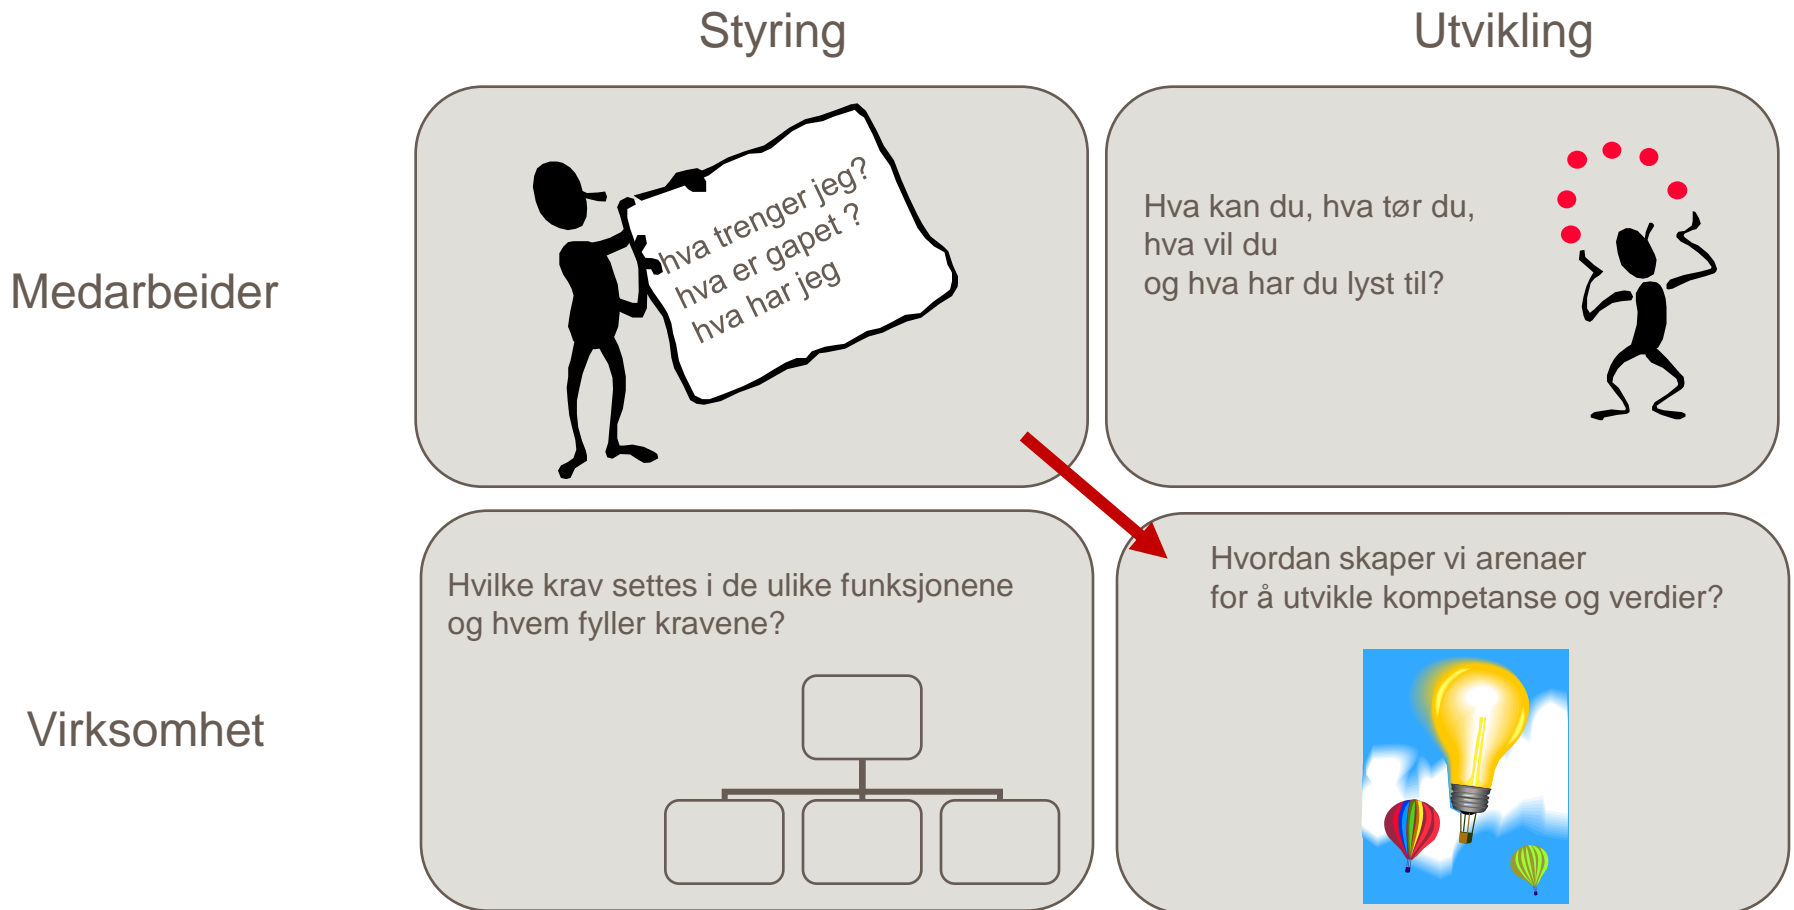 Styring
Utvikling
Medarbeider
hva trenger jeg?
hva er gapet ?
hva har jeg
Hva kan du, hva tør du,
hva vil du
og hva har du lyst til?
Virksomhet
Hvilke krav settes i de ulike funksjonene
og hvem fyller kravene?
Hvordan skaper vi arenaer
for å utvikle kompetanse og verdier?